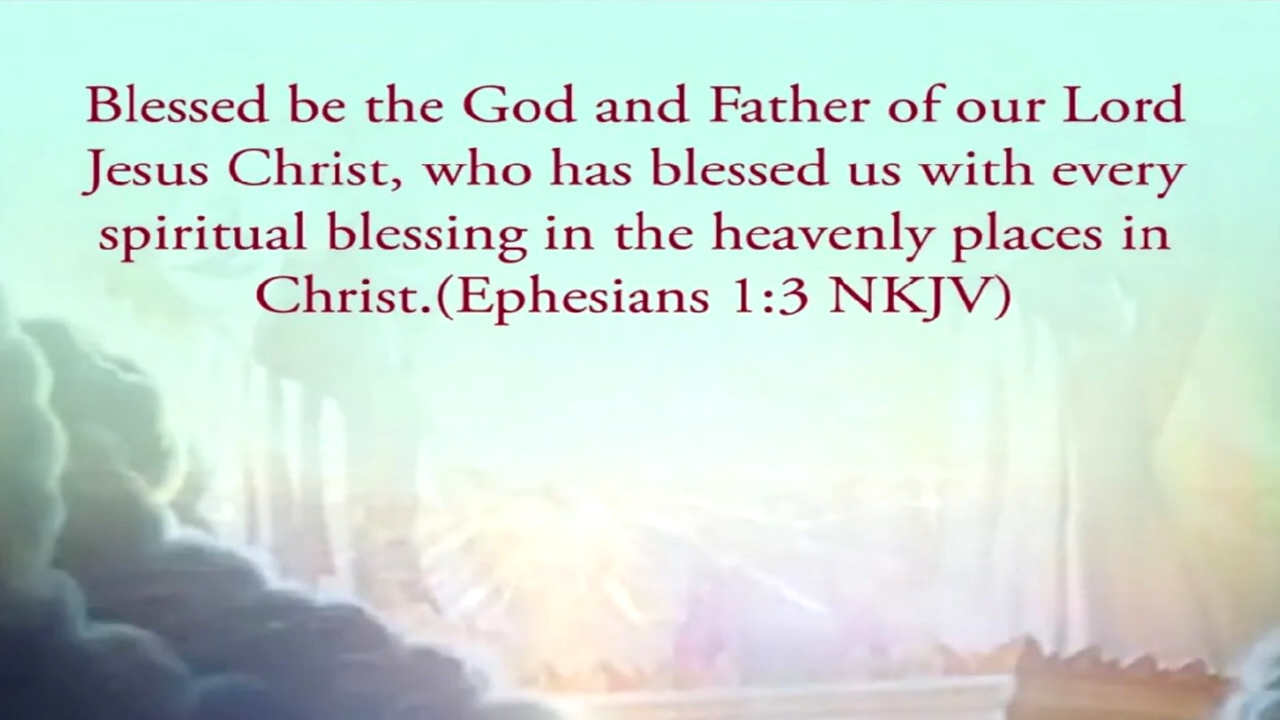 Blessed be the God and Father of our Lord
Jesus Christ, who has blessed us with every
spiritual blessing in the heavenly places in
Christ.(Ephesians 1:3 NKJV)